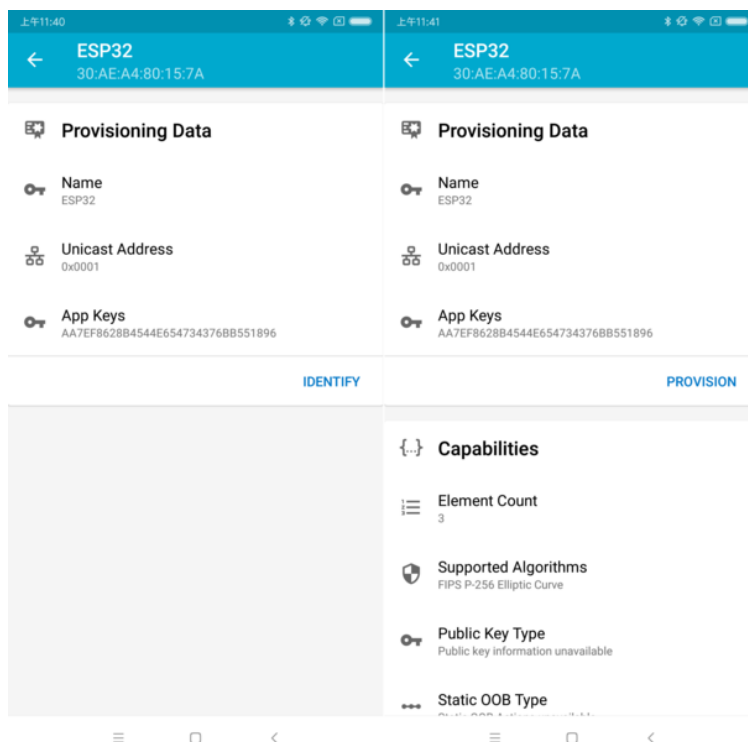 上午11:40
ESP32
30:AE:A4:80:15:7A
Provisioning Data
Name
ESP32
Unicast Address
0x0001
App Keys
AA7EF8628B4544E654734376BB551896
IDENTIFY
上午11:41
ESP32
30:AE:A4:80:15:7A
Provisioning Data
Name
ESP32
Unicast Address
0x0001
App Keys
AA7EF8628B4544E654734376BB551896
PROVISION
{...} Capabilities
Element Count
3
Supported Algorithms
FIPS P-256 Elliptic Curve
Public Key Type
Public key information unavailable
Static OOB Type